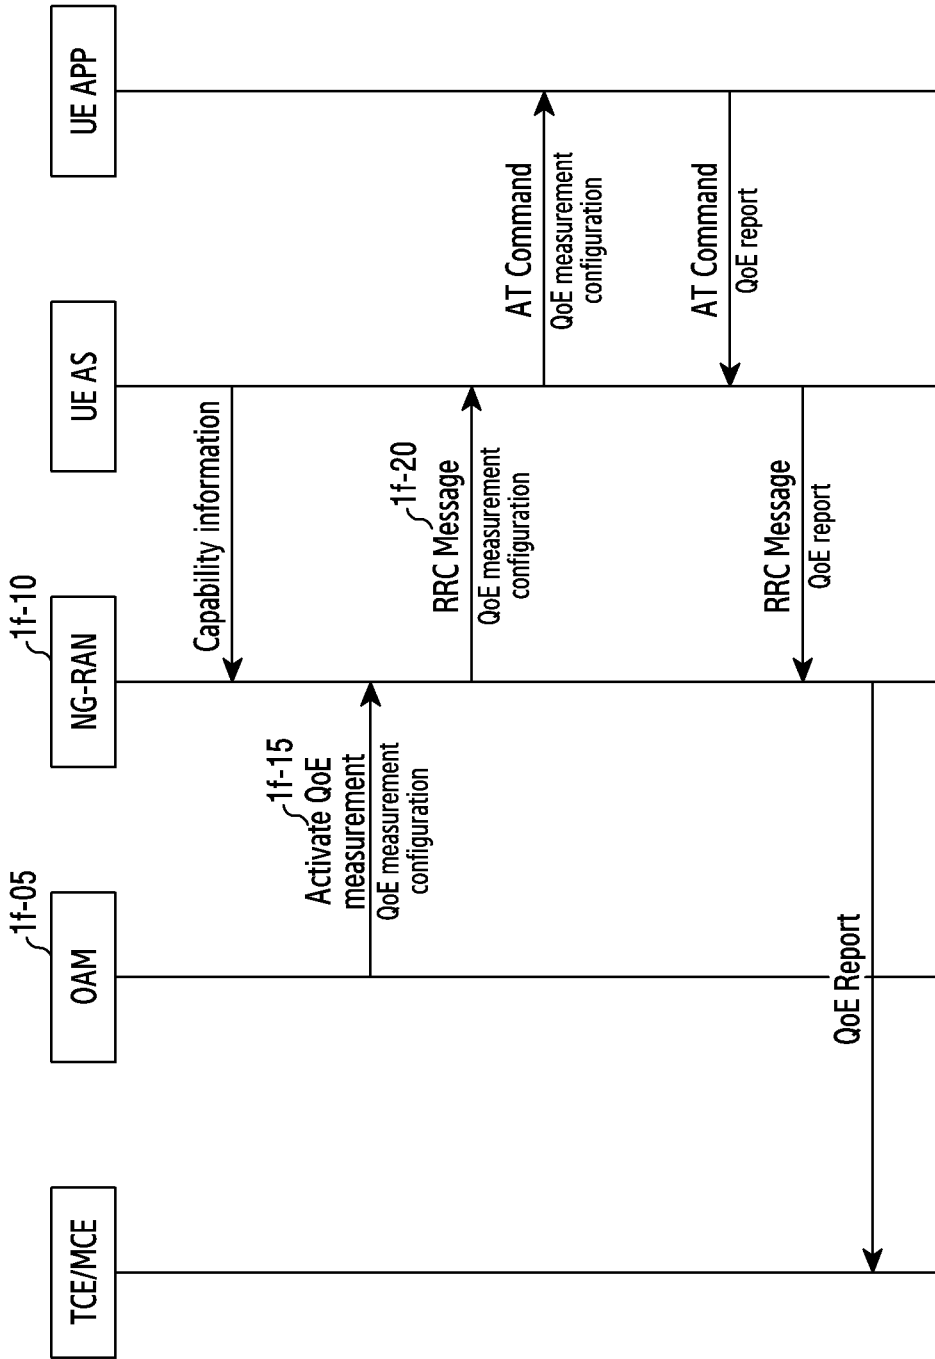 1f-05
1f-10
TCE/MCE
OAM
NG-RAN
UE AS
UE APP
Capability information
1f-15
Activate QoE
measurement
QoE measurement
configuration
1f-20
RRC Message
QoE measurement
configuration
AT Command
QoE measurement
configuration
AT Command
QoE report
RRC Message
QoE report
QoE Report